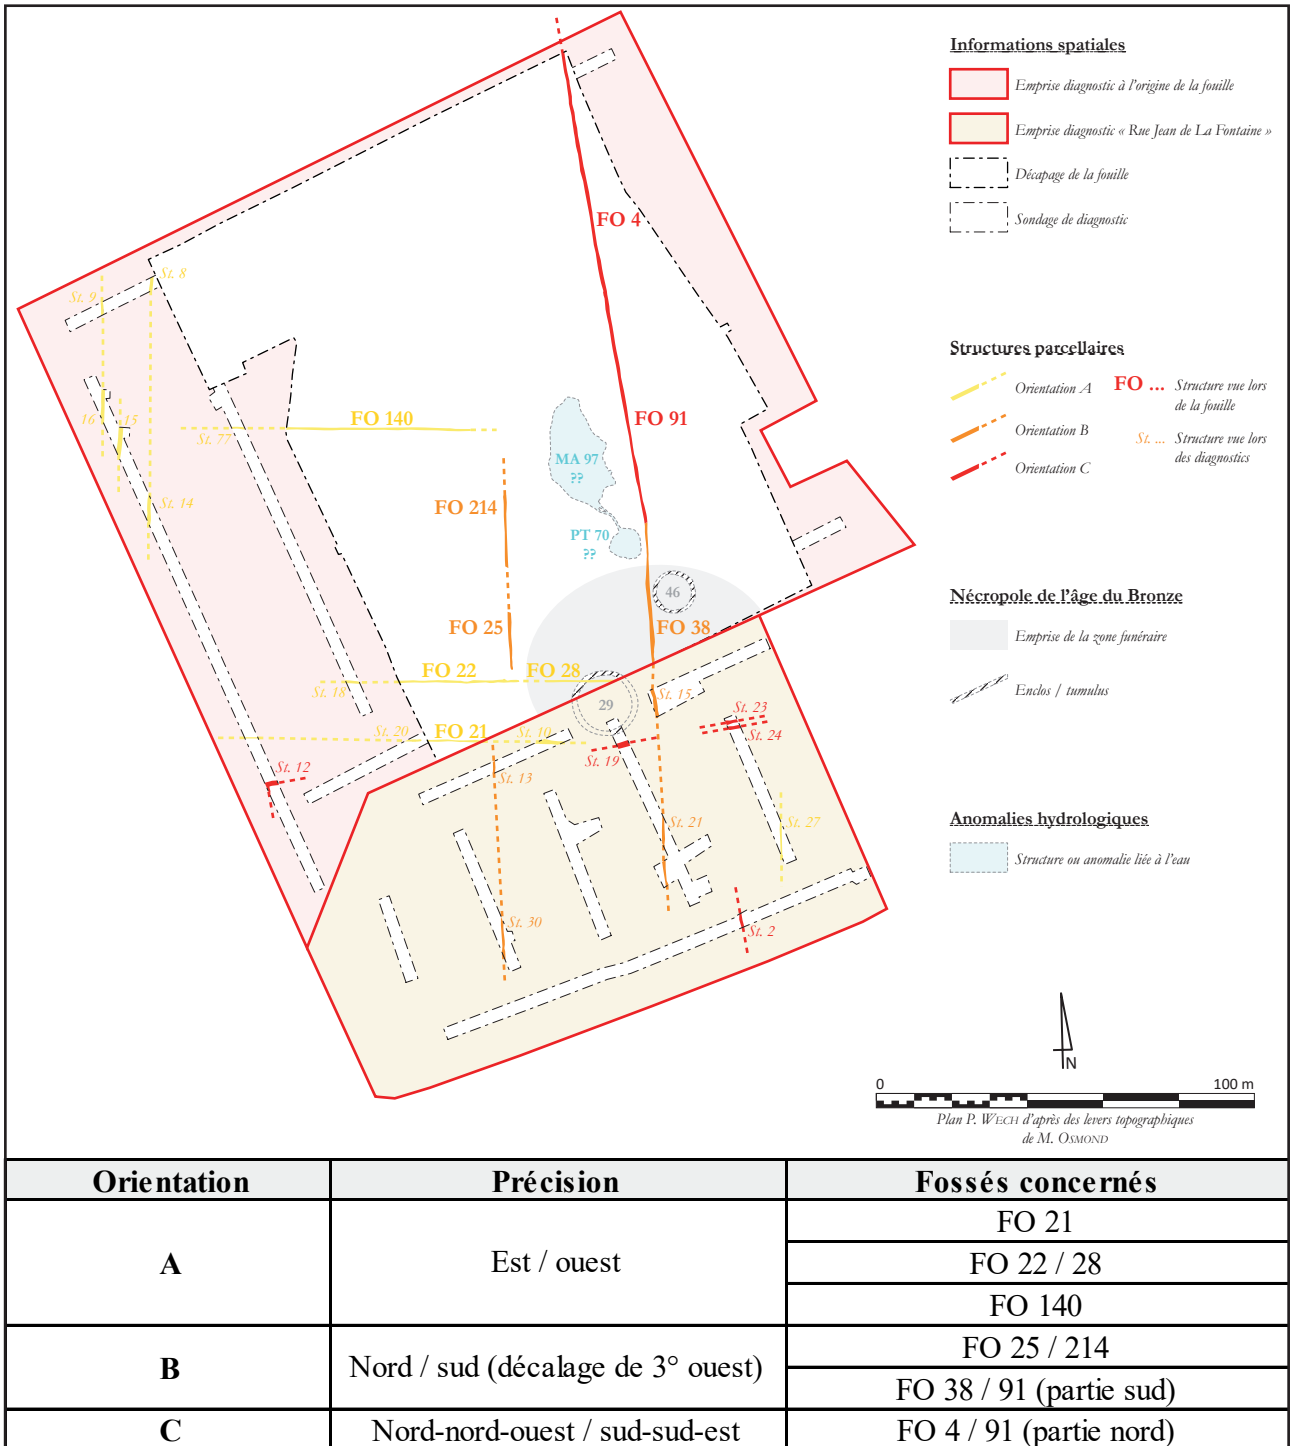 Informations spatiales
Emprise diagnostic à l'origine de la fouille
Emprise diagnostic « Rue Jean de La Fontaine »
Décapage de la fouille
Sondage de diagnostic
Structures parcellaires
Orientation A
Orientation B
Orientation C
FO ... Structure vue lors
de la fouille
St. ... Structure vue lors
des diagnostics
Nécropole de l'âge du Bronze
Emprise de la zone funéraire
Enclos / tumulus
Anomalies hydrologiques
Structure ou anomalie liée à l'eau
FO 4
St. 8
St. 9
16
15
FO 140
St. 77
FO 91
MA 97
??
St. 14
FO 214
PT 70
??
46
FO 25
FO 38
FO 22
FO 28
St. 18
St. 15
29
St. 23
St. 20
FO 21
St. 10
St. 24
St. 19
St. 12
St. 13
St. 21
St. 27
St. 30
St. 2
N
0
100 m
Plan P. WECH d'après des levers topographiques
de M. OSMOND
Orientation Précision Fossés concernés
A Est / ouest FO 21
FO 22 / 28
FO 140
B Nord / sud (décalage de 3° ouest) FO 25 / 214
FO 38 / 91 (partie sud)
C Nord-nord-ouest / sud-sud-est FO 4 / 91 (partie nord)